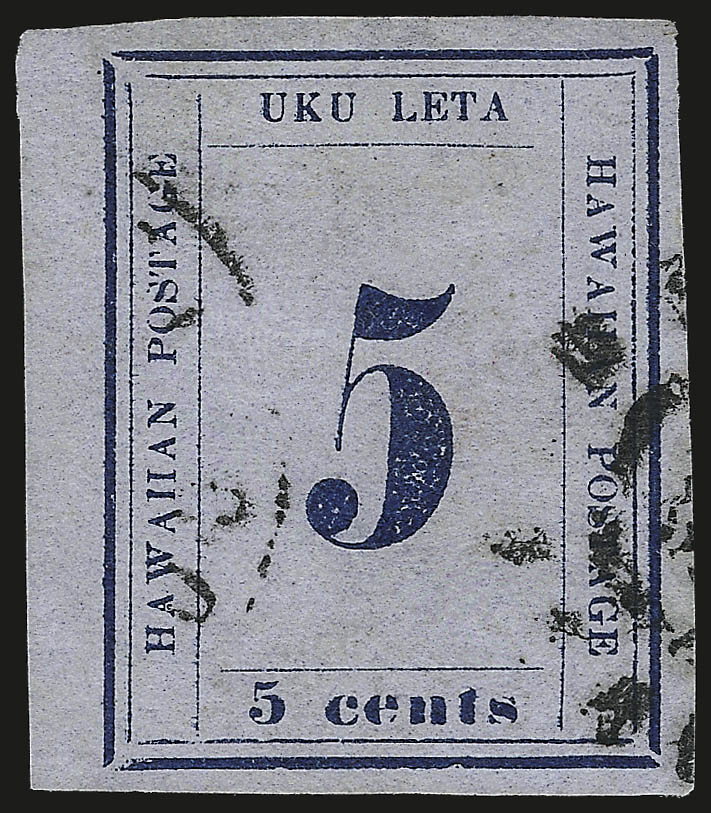 UKU LETA
HAWAIIAN POSTAGE
5
HAWAIIAN POSTAGE
5 cents